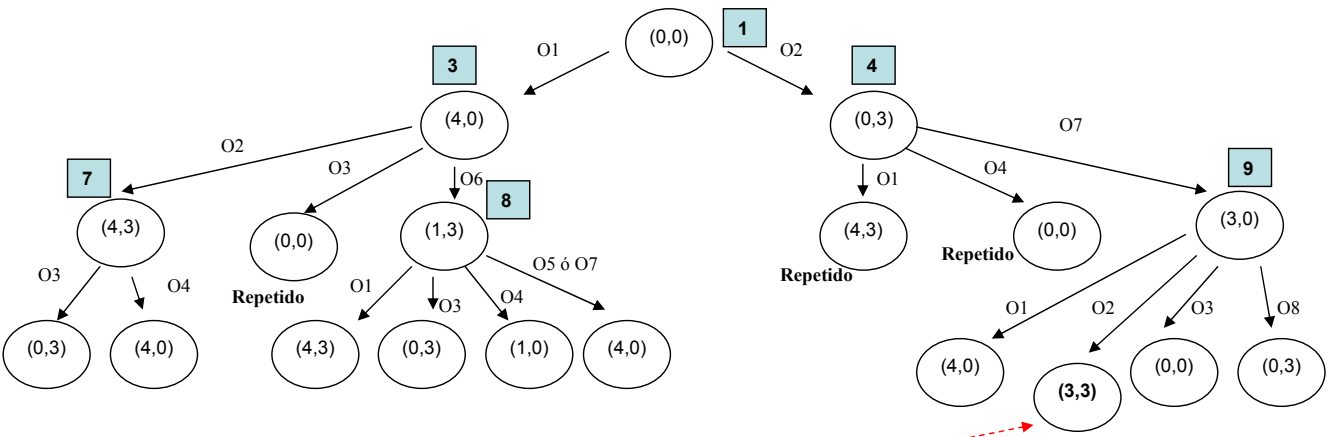 1
(0,0)
O1
O2
3
4
(4,0)
(0,3)
O2
O3
O6
O1
O4
O7
7
8
9
(4,3)
(0,0)
(1,3)
(4,3)
(0,0)
(3,0)
Repetido
Repetido
Repetido
O3
O4
O1
O3
O4
O5 ó O7
O1
O2
O3
O8
(0,3)
(4,0)
(4,3)
(0,3)
(1,0)
(4,0)
(4,0)
(3,3)
(0,0)
(0,3)